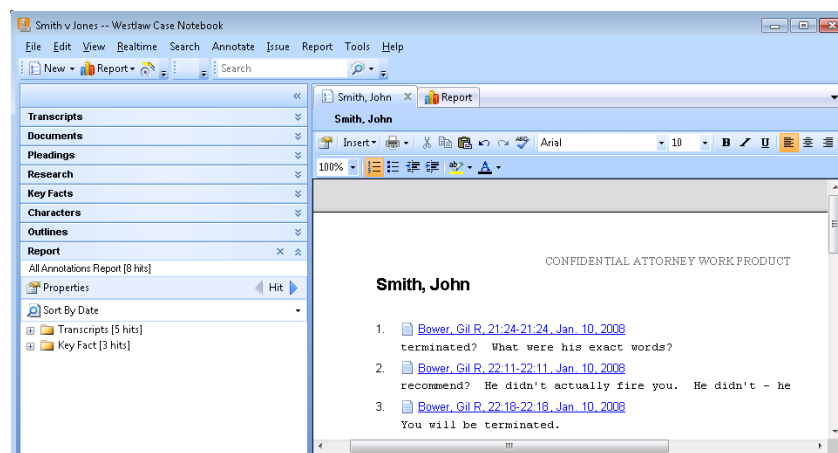 Smith v Jones -- Westlaw Case Notebook
File Edit View Realtime Search Annotate Issue Report Tools Help
New Report Search
Smith, John Report
Smith, John
Insert Arial 10 B I U
100%
Transcripts
Documents
Pleadings
Research
Key Facts
Characters
Outlines
Report
All Annotations Report [8 hits]
Properties Hit
Sort By Date
Transcripts [5 hits]
Key Fact [3 hits]
CONFIDENTIAL ATTORNEY WORK PRODUCT
Smith, John
1. Bower, Gil R, 21:24-21:24, Jan. 10, 2008
terminated? What were his exact words?
2. Bower, Gil R, 22:11-22:11, Jan. 10, 2008
recommend? He didn't actually fire you. He didn't - he
3. Bower, Gil R, 22:18-22:18, Jan. 10, 2008
You will be terminated.